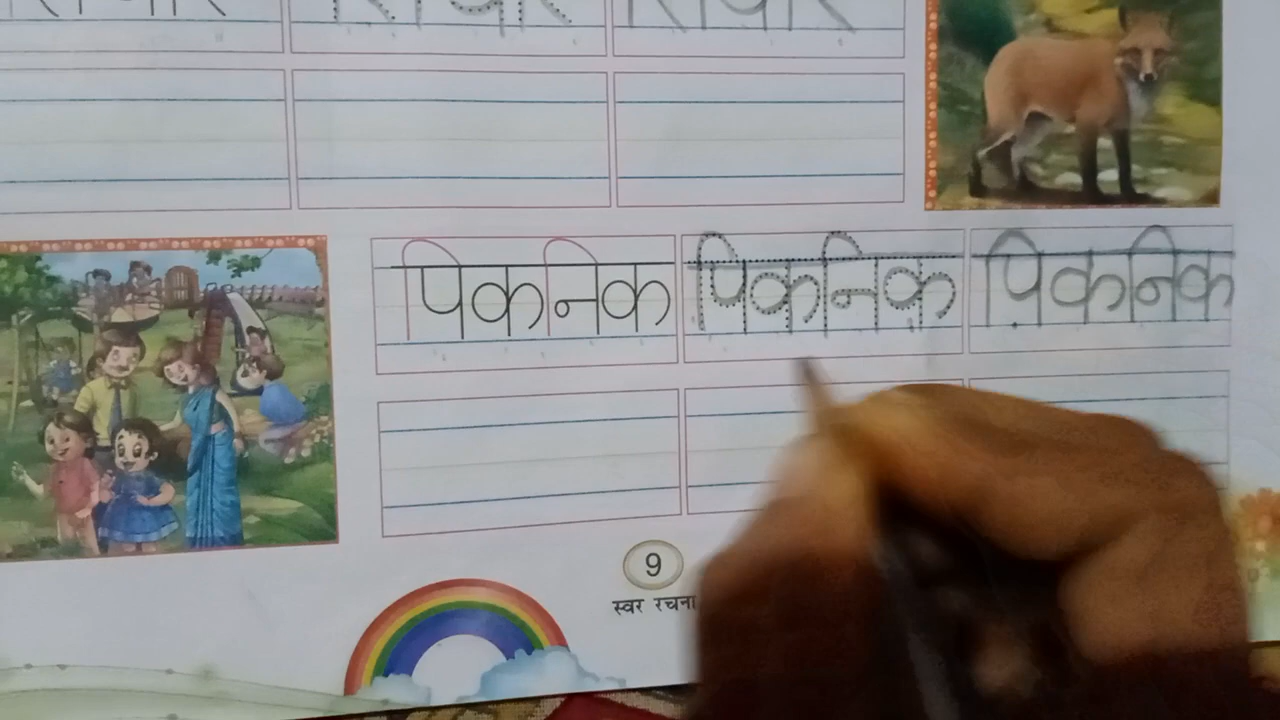 सियार सियार सियार
पिकनिक पिकनिक पिकनिक
9
स्वर रचना